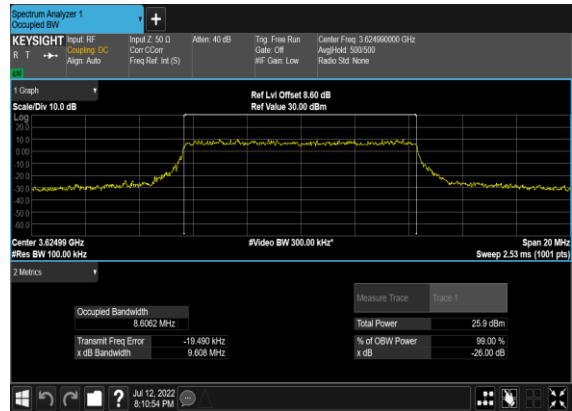 Spectrum Analyzer 1
Occupied BW
+
KEYSIGHT Input: RF Input Z: 50 Ω Atten: 40 dB Trig: Free Run Center Freq: 3.624990000 GHz
R T Coupling: DC Corr CCorr Gate: Off Avg|Hold: 500/500
Align: Auto Freq Ref: Int (S) #IF Gain: Low Radio Std: None
1 Graph
Scale/Div 10.0 dB
Ref Lvl Offset 8.60 dB
Ref Value 30.00 dBm
Log
20.0
10.0
0.00
-10.0
-20.0
-30.0
-40.0
-50.0
-60.0
Center 3.62499 GHz #Video BW 300.00 kHz* Span 20 MHz
#Res BW 100.00 kHz Sweep 2.53 ms (1001 pts)
2 Metrics
Measure Trace Trace 1
Occupied Bandwidth
8.6062 MHz
Total Power 25.9 dBm
Transmit Freq Error -19.490 kHz % of OBW Power 99.00 %
x dB Bandwidth 9.608 MHz x dB -26.00 dB
? Jul 12, 2022
8:10:54 PM